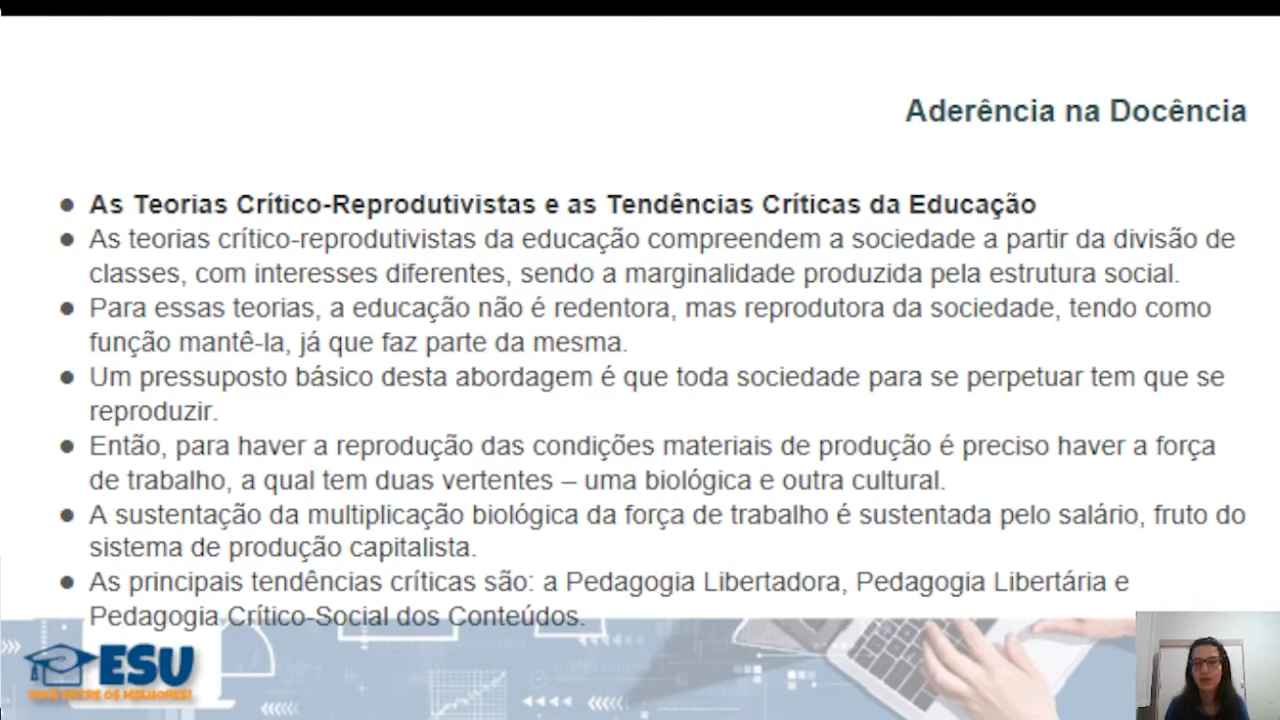 Aderência na Docência
● As Teorias Crítico-Reprodutivistas e as Tendências Críticas da Educação
● As teorias crítico-reprodutivistas da educação compreendem a sociedade a partir da divisão de
classes, com interesses diferentes, sendo a marginalidade produzida pela estrutura social.
● Para essas teorias, a educação não é redentora, mas reprodutora da sociedade, tendo como
função mantê-la, já que faz parte da mesma.
● Um pressuposto básico desta abordagem é que toda sociedade para se perpetuar tem que se
reproduzir.
● Então, para haver a reprodução das condições materiais de produção é preciso haver a força
de trabalho, a qual tem duas vertentes – uma biológica e outra cultural.
● A sustentação da multiplicação biológica da força de trabalho é sustentada pelo salário, fruto do
sistema de produção capitalista.
● As principais tendências críticas são: a Pedagogia Libertadora, Pedagogia Libertária e
Pedagogia Crítico-Social dos Conteúdos.
ESU
VOCÊ ENTRE OS MELHORES!